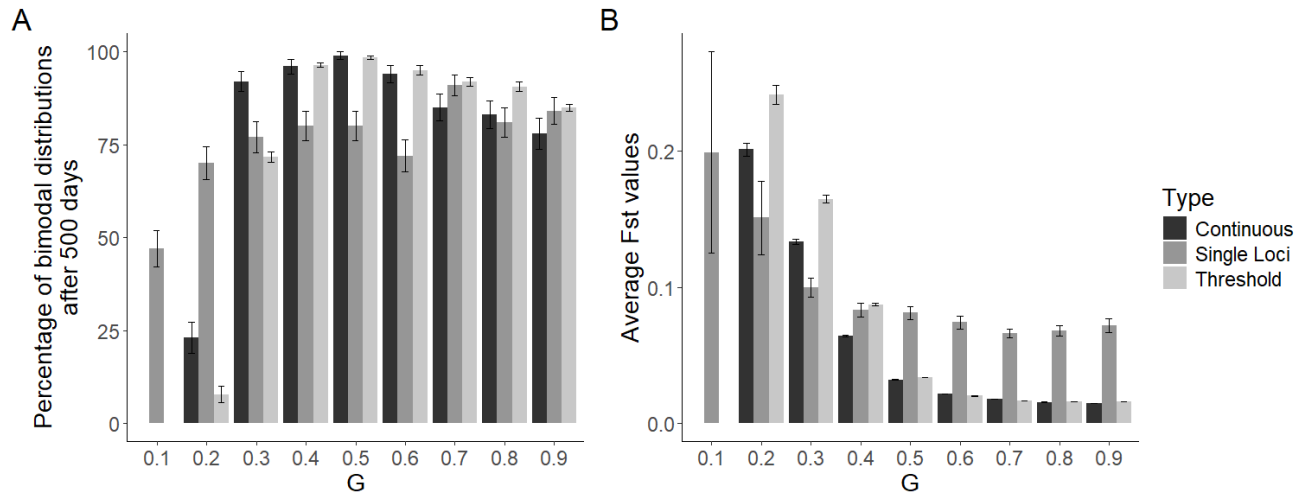 A
Percentage of bimodal distributions
after 500 days
100
75
50
25
0
0.1 0.2 0.3 0.4 0.5 0.6 0.7 0.8 0.9
G
B
Average Fst values
0.2
0.1
0.0
0.1 0.2 0.3 0.4 0.5 0.6 0.7 0.8 0.9
G
Type
Continuous
Single Loci
Threshold